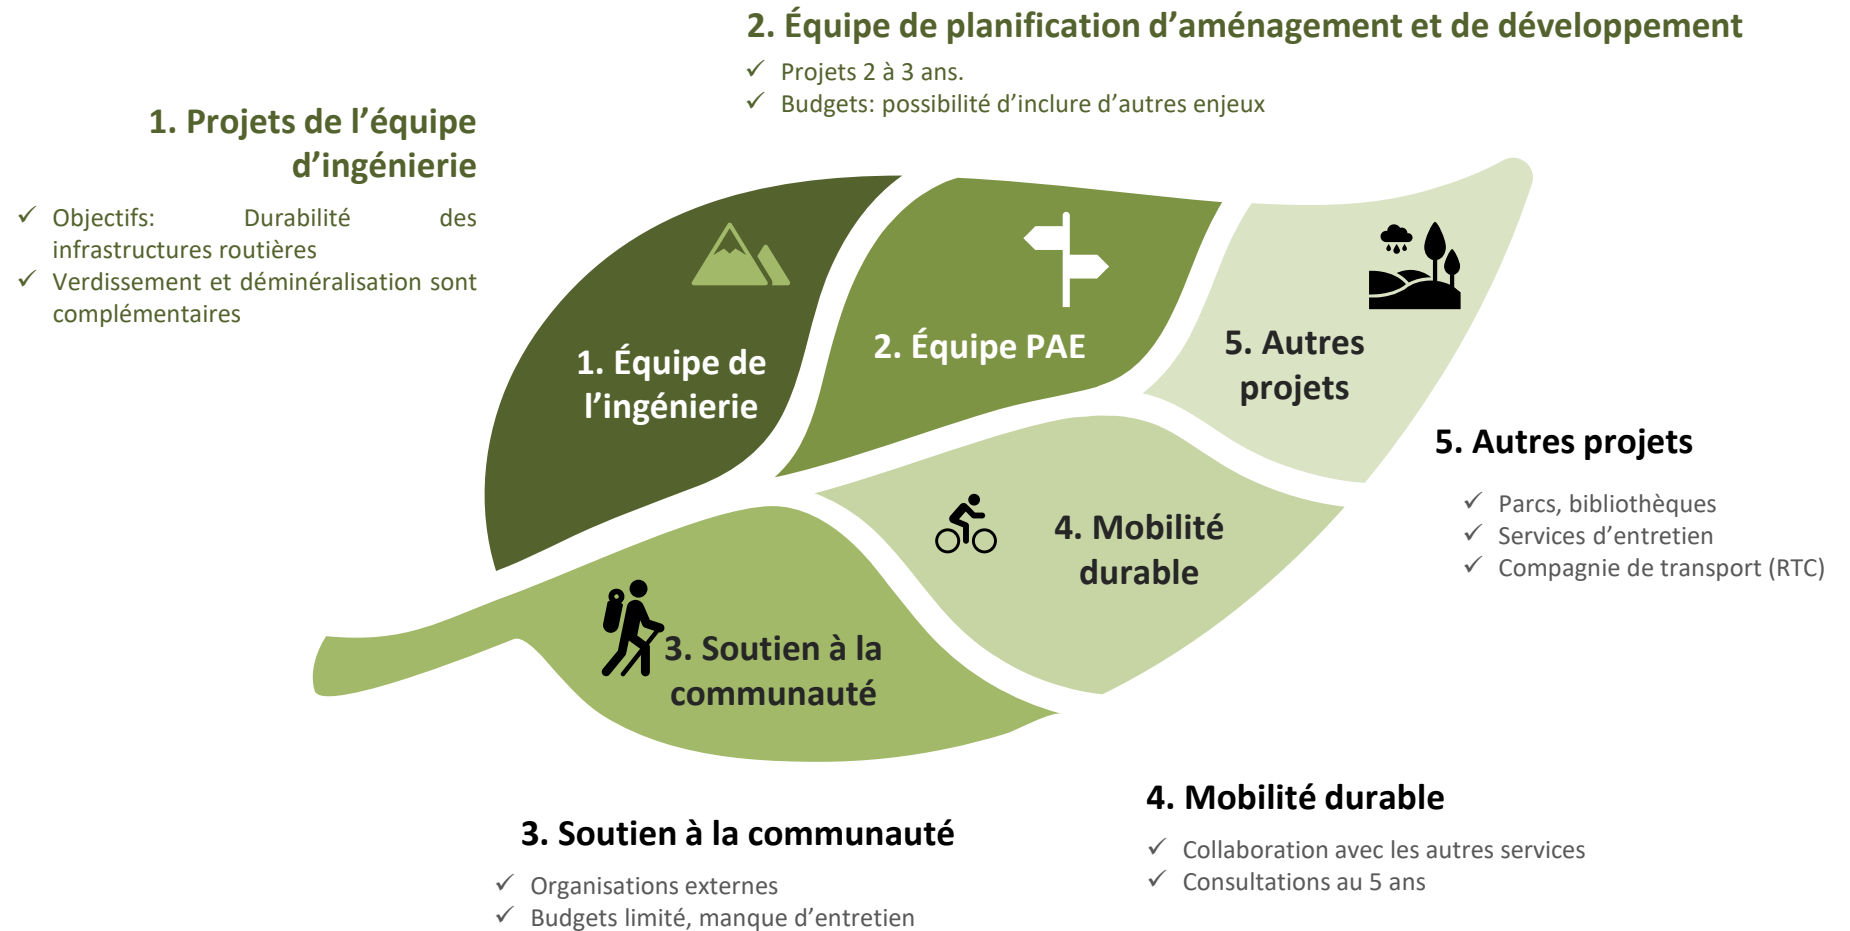 2. Équipe de planification d’aménagement et de développement
✓ Projets 2 à 3 ans.
✓ Budgets: possibilité d’inclure d’autres enjeux
1. Projets de l’équipe
d’ingénierie
✓ Objectifs: Durabilité des
infrastructures routières
✓ Verdissement et déminéralisation sont
complémentaires
1. Équipe de
l’ingénierie
2. Équipe PAE
5. Autres
projets
4. Mobilité
durable
3. Soutien à la
communauté
5. Autres projets
✓ Parcs, bibliothèques
✓ Services d’entretien
✓ Compagnie de transport (RTC)
3. Soutien à la communauté
✓ Organisations externes
✓ Budgets limité, manque d’entretien
4. Mobilité durable
✓ Collaboration avec les autres services
✓ Consultations au 5 ans